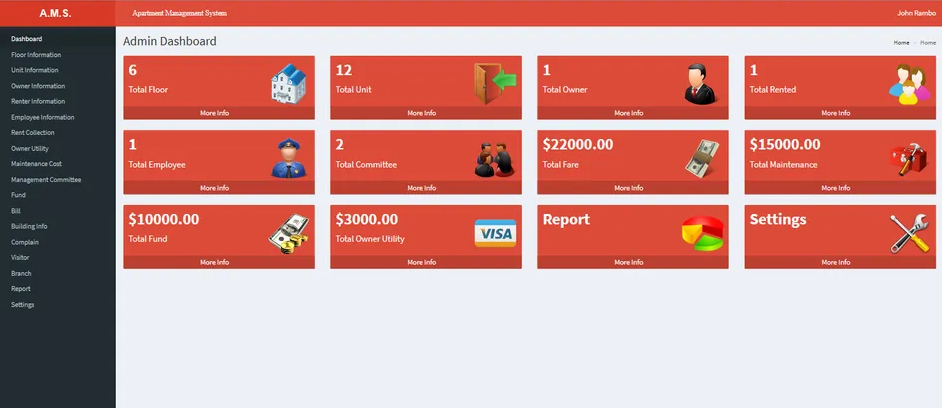 A.M.S.
Apartment Management System
John Rambo
Dashboard
Floor Information
Unit Information
Owner Information
Renter Information
Employee Information
Rent Collection
Owner Utility
Maintenance Cost
Management Committee
Fund
Bill
Building Info
Complain
Visitor
Branch
Report
Settings
Admin Dashboard
Home - Home
6
Total Floor
More Info
12
Total Unit
More Info
1
Total Owner
More Info
1
Total Rented
More Info
1
Total Employee
More Info
2
Total Committee
More Info
$22000.00
Total Fare
More Info
$15000.00
Total Maintenance
More Info
$10000.00
Total Fund
More Info
$3000.00
Total Owner Utility
VISA
More Info
Report
More Info
Settings
More Info